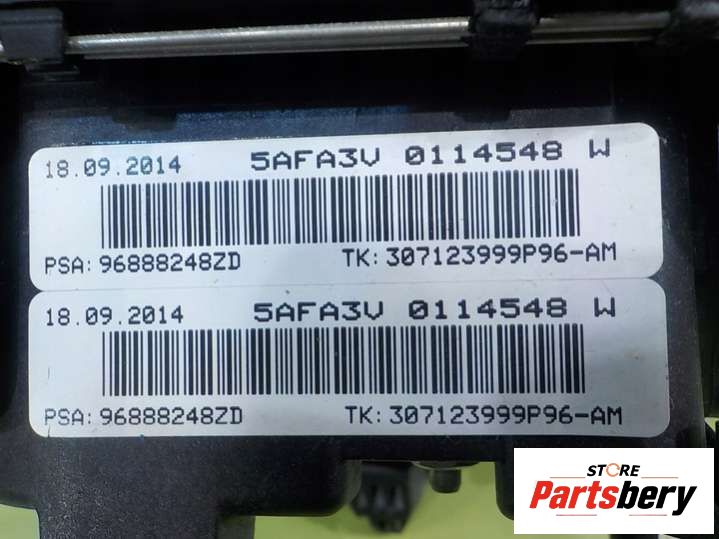 18.09.2014 5AFA3V 0114548 W
PSA: 96888248ZD TK: 307123999P96-AM
18.09.2014 5AFA3V 0114548 W
PSA: 96888248ZD TK: 307123999P96-AM
STORE
Partsbery